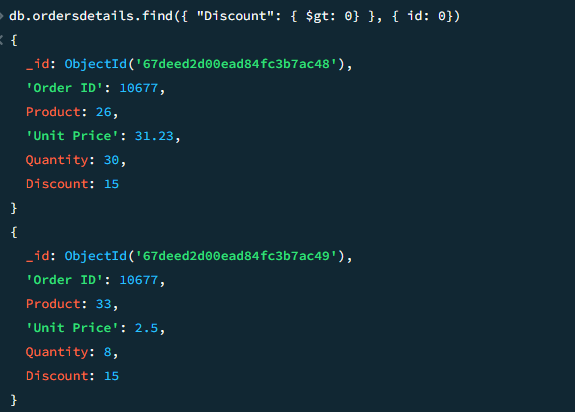 db.ordersdetails.find({ "Discount": { $gt: 0} }, { id: 0})
{
_id: ObjectId('67deed2d00ead84fc3b7ac48'),
'Order ID': 10677,
Product: 26,
'Unit Price': 31.23,
Quantity: 30,
Discount: 15
}
{
_id: ObjectId('67deed2d00ead84fc3b7ac49'),
'Order ID': 10677,
Product: 33,
'Unit Price': 2.5,
Quantity: 8,
Discount: 15
}